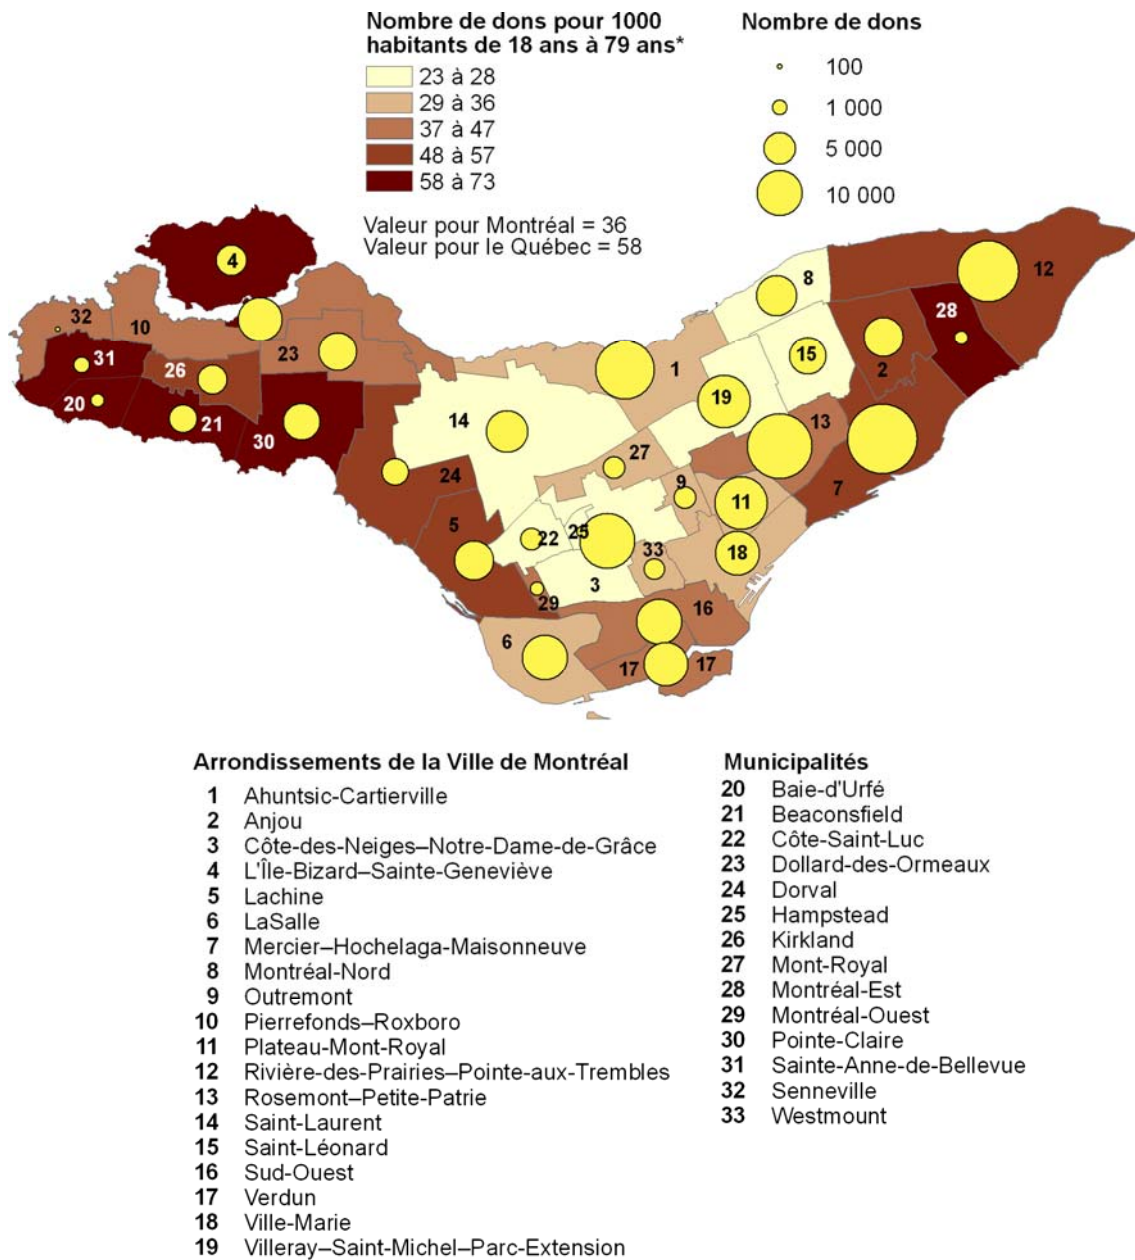 Nombre de dons pour 1000
habitants de 18 ans à 79 ans*
23 à 28
29 à 36
37 à 47
48 à 57
58 à 73
Valeur pour Montréal = 36
Valeur pour le Québec = 58
Nombre de dons
100
1 000
5 000
10 000
4
8
12
32
10
28
31
23
26
15
2
1
20
21
19
30
14
13
27
24
9
11
7
5
22
25
33
18
3
29
16
6
17
17
Arrondissements de la Ville de Montréal
1 Ahuntsic-Cartierville
2 Anjou
3 Côte-des-Neiges–Notre-Dame-de-Grâce
4 L'Île-Bizard–Sainte-Geneviève
5 Lachine
6 LaSalle
7 Mercier–Hochelaga-Maisonneuve
8 Montréal-Nord
9 Outremont
10 Pierrefonds–Roxboro
11 Plateau-Mont-Royal
12 Rivière-des-Prairies–Pointe-aux-Trembles
13 Rosemont–Petite-Patrie
14 Saint-Laurent
15 Saint-Léonard
16 Sud-Ouest
17 Verdun
18 Ville-Marie
19 Villeray–Saint-Michel–Parc-Extension
Municipalités
20 Baie-d'Urfé
21 Beaconsfield
22 Côte-Saint-Luc
23 Dollard-des-Ormeaux
24 Dorval
25 Hampstead
26 Kirkland
27 Mont-Royal
28 Montréal-Est
29 Montréal-Ouest
30 Pointe-Claire
31 Sainte-Anne-de-Bellevue
32 Senneville
33 Westmount